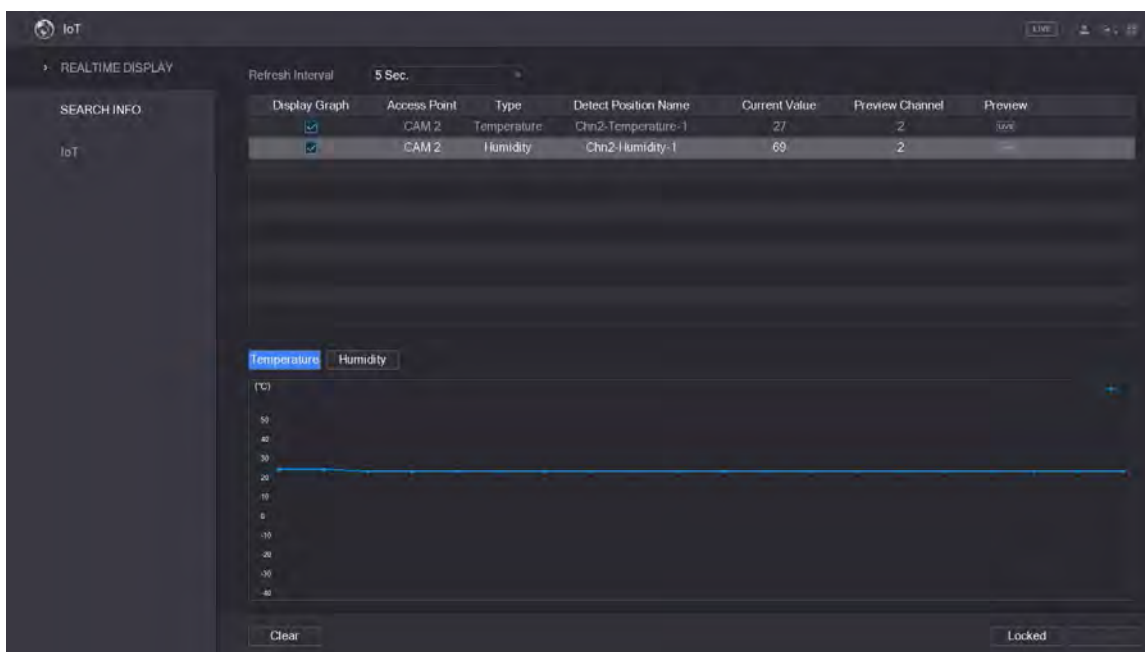 IoT LIVE
REALTIME DISPLAY
SEARCH INFO
IoT
Refresh Interval 5 Sec.
Display Graph Access Point Type Detect Position Name Current Value Preview Channel Preview
CAM 2 Temperature Chn2-Temperature-1 27 2 LIVE
CAM 2 Humidity Chn2-Humidity-1 69 2
Temperature Humidity
(°C)
50
40
30
20
10
0
-10
-20
-30
-40
Clear Locked